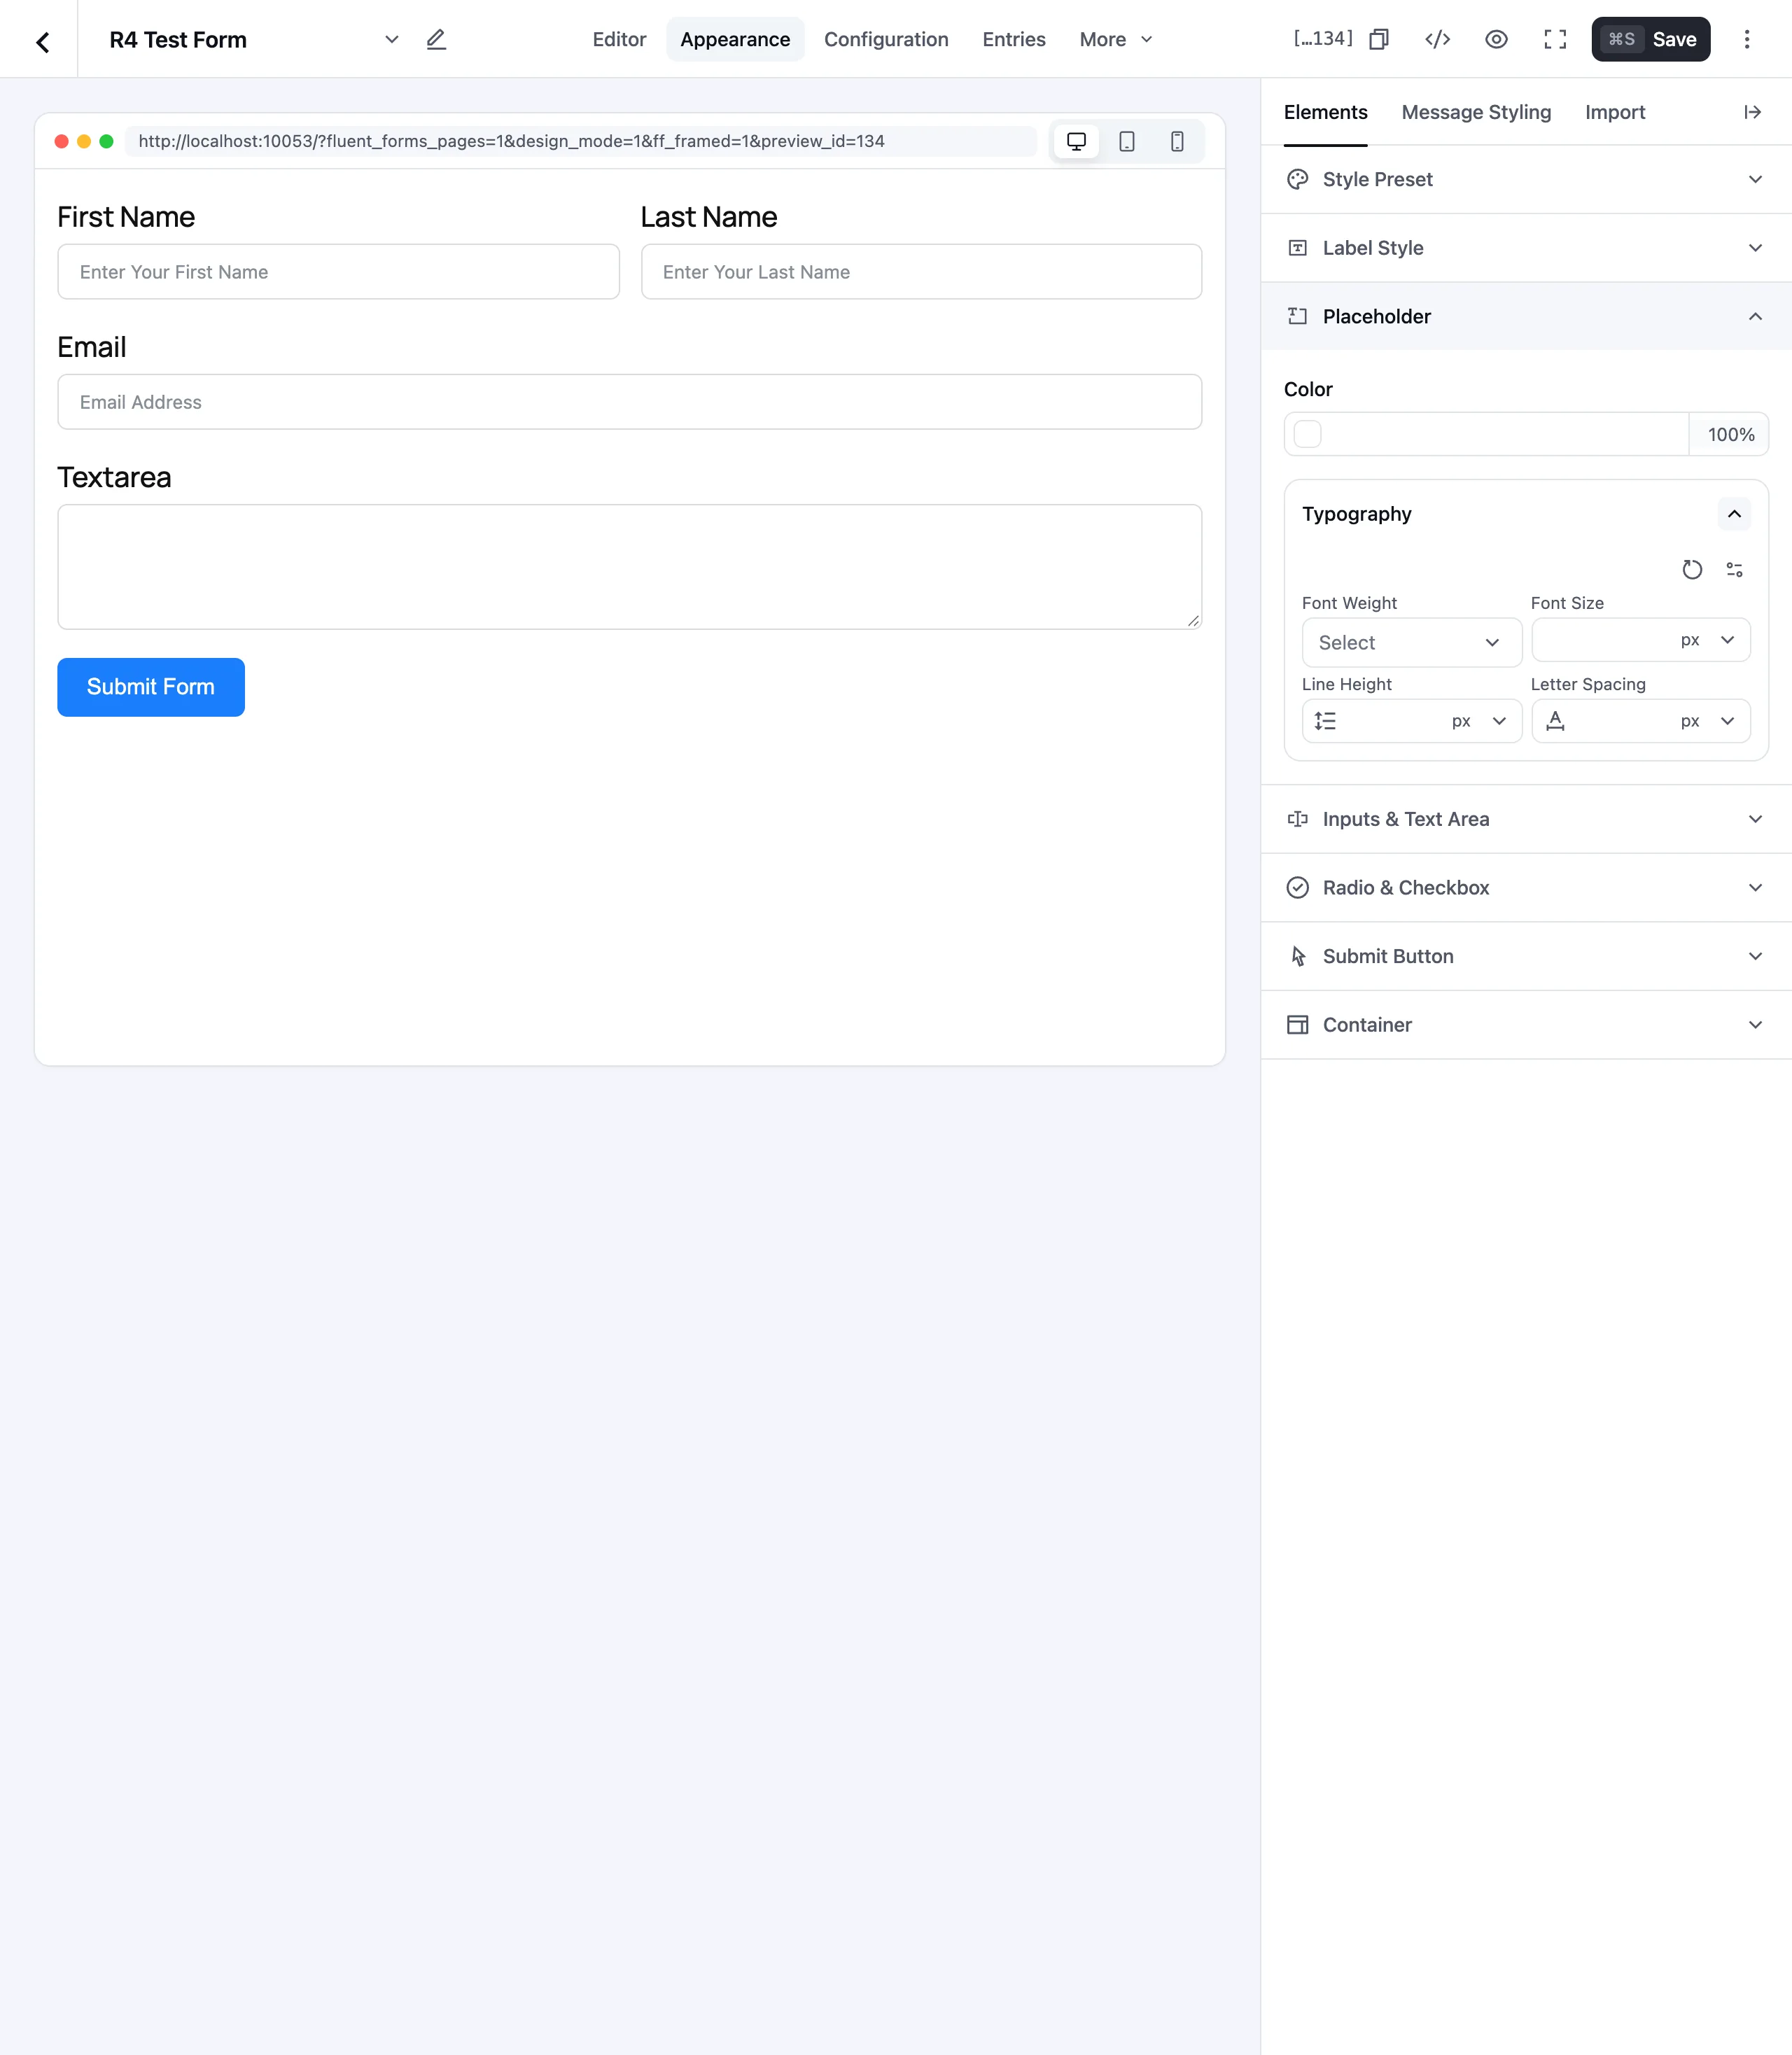 R4 Test Form
Editor Appearance Configuration Entries More
[...134] ⌘S Save
http://localhost:10053/?fluent_forms_pages=1&design_mode=1&ff_framed=1&preview_id=134
First Name Last Name
Enter Your First Name Enter Your Last Name
Email
Email Address
Textarea
Submit Form
Elements Message Styling Import
Style Preset
Label Style
Placeholder
Color
100%
Typography
Font Weight Font Size
Select px
Line Height Letter Spacing
px px
Inputs & Text Area
Radio & Checkbox
Submit Button
Container